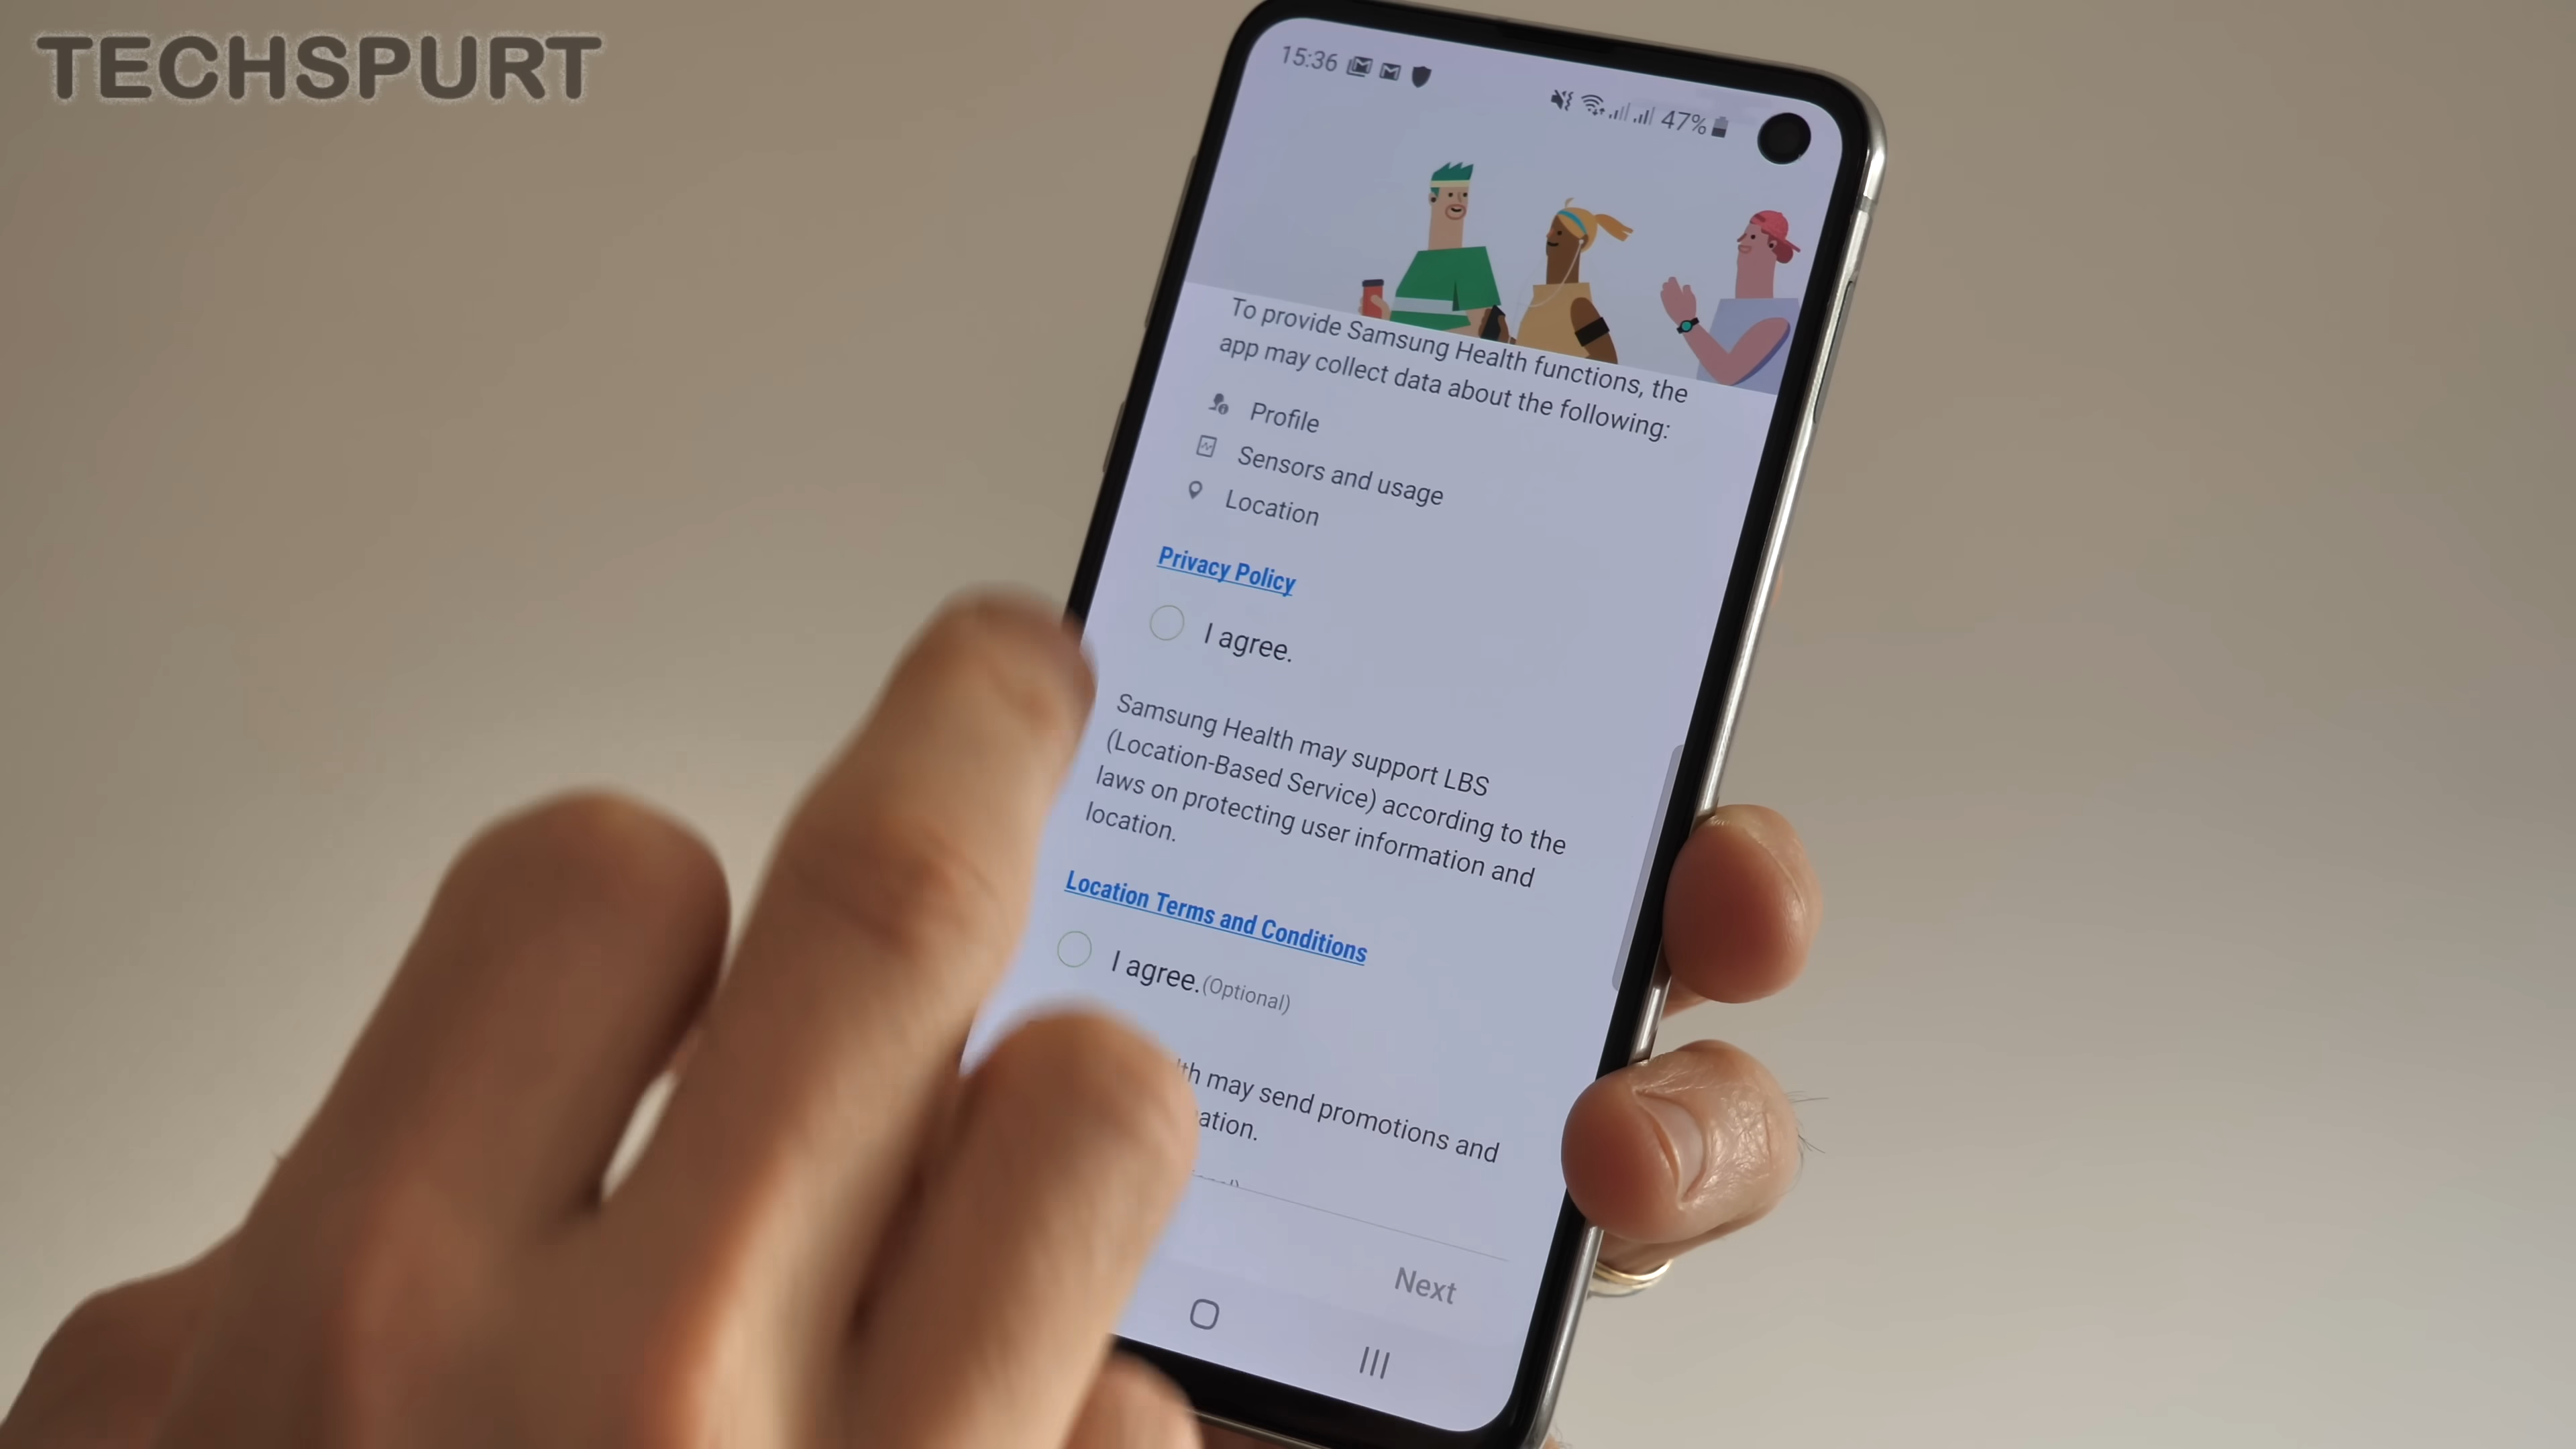 TECHSPURT
15:36
47%
To provide Samsung Health functions, the
app may collect data about the following:
Profile
Sensors and usage
Location
Privacy Policy
I agree.
Samsung Health may support LBS
(Location-Based Service) according to the
laws on protecting user information and
location.
Location Terms and Conditions
I agree. (Optional)
may send promotions and
Next